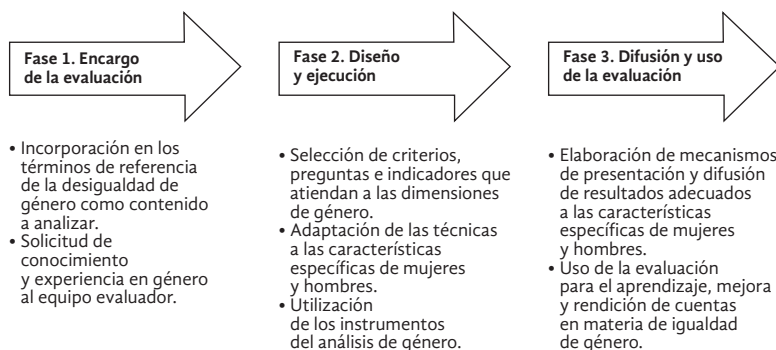 Fase 1. Encargo
de la evaluación
• Incorporación en los
términos de referencia
de la desigualdad de
género como contenido
a analizar.
• Solicitud de
conocimiento
y experiencia en género
al equipo evaluador.
Fase 2. Diseño
y ejecución
• Selección de criterios,
preguntas e indicadores que
atiendan a las dimensiones
de género.
• Adaptación de las técnicas
a las características
específicas de mujeres
y hombres.
• Utilización
de los instrumentos
del análisis de género.
Fase 3. Difusión y uso
de la evaluación
• Elaboración de mecanismos
de presentación y difusión
de resultados adecuados
a las características
específicas de mujeres
y hombres.
• Uso de la evaluación
para el aprendizaje, mejora
y rendición de cuentas
en materia de igualdad
de género.